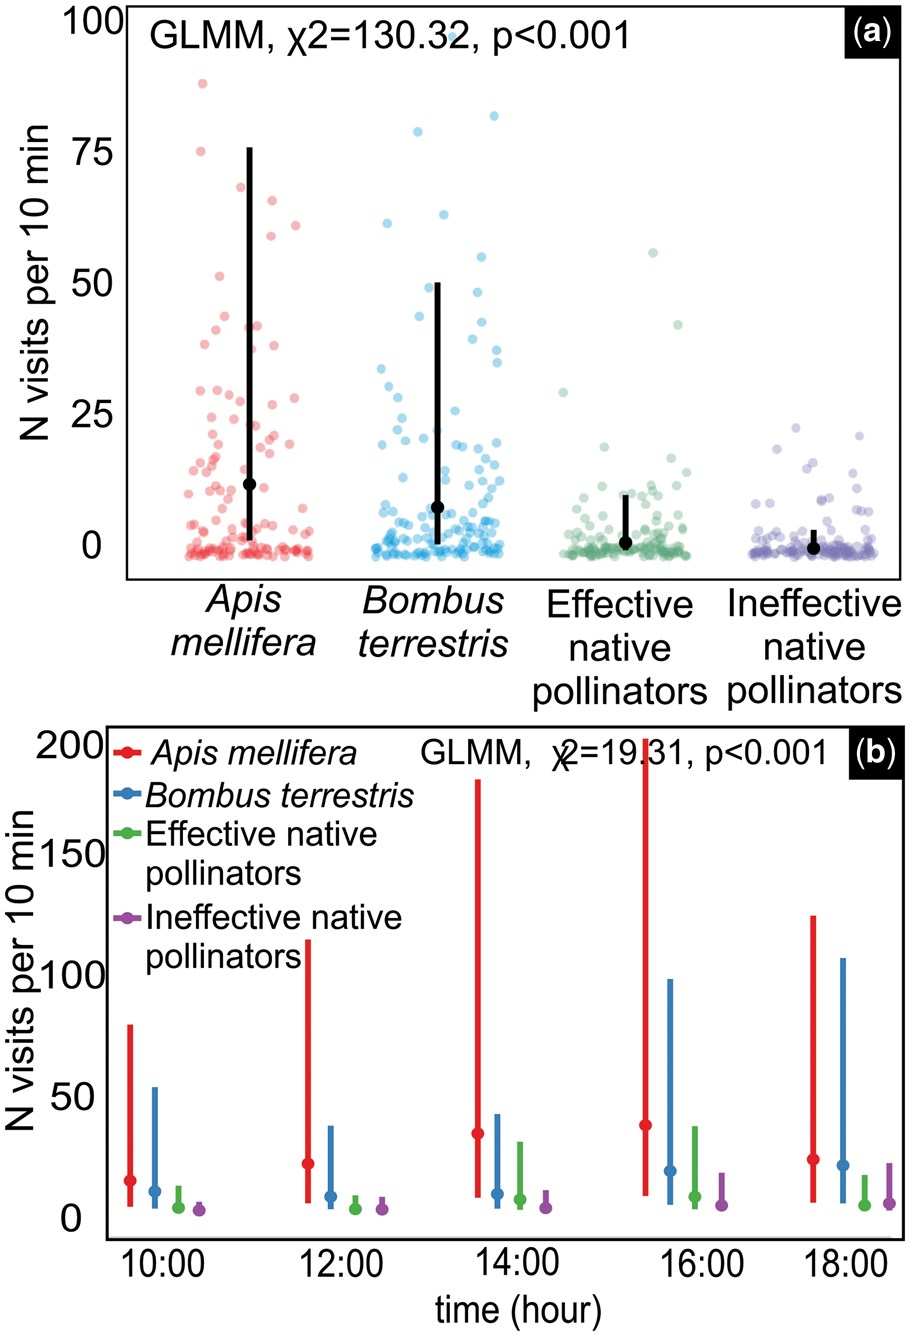 GLMM, χ2=130.32, p<0.001
(a)
N visits per 10 min
100
75
50
25
0
Apis
mellifera
Bombus
terrestris
Effective
native
pollinators
Ineffective
native
pollinators
GLMM, χ2=19.31, p<0.001
(b)
Apis mellifera
Bombus terrestris
Effective native
pollinators
Ineffective native
pollinators
N visits per 10 min
200
150
100
50
0
10:00 12:00 14:00 16:00 18:00
time (hour)